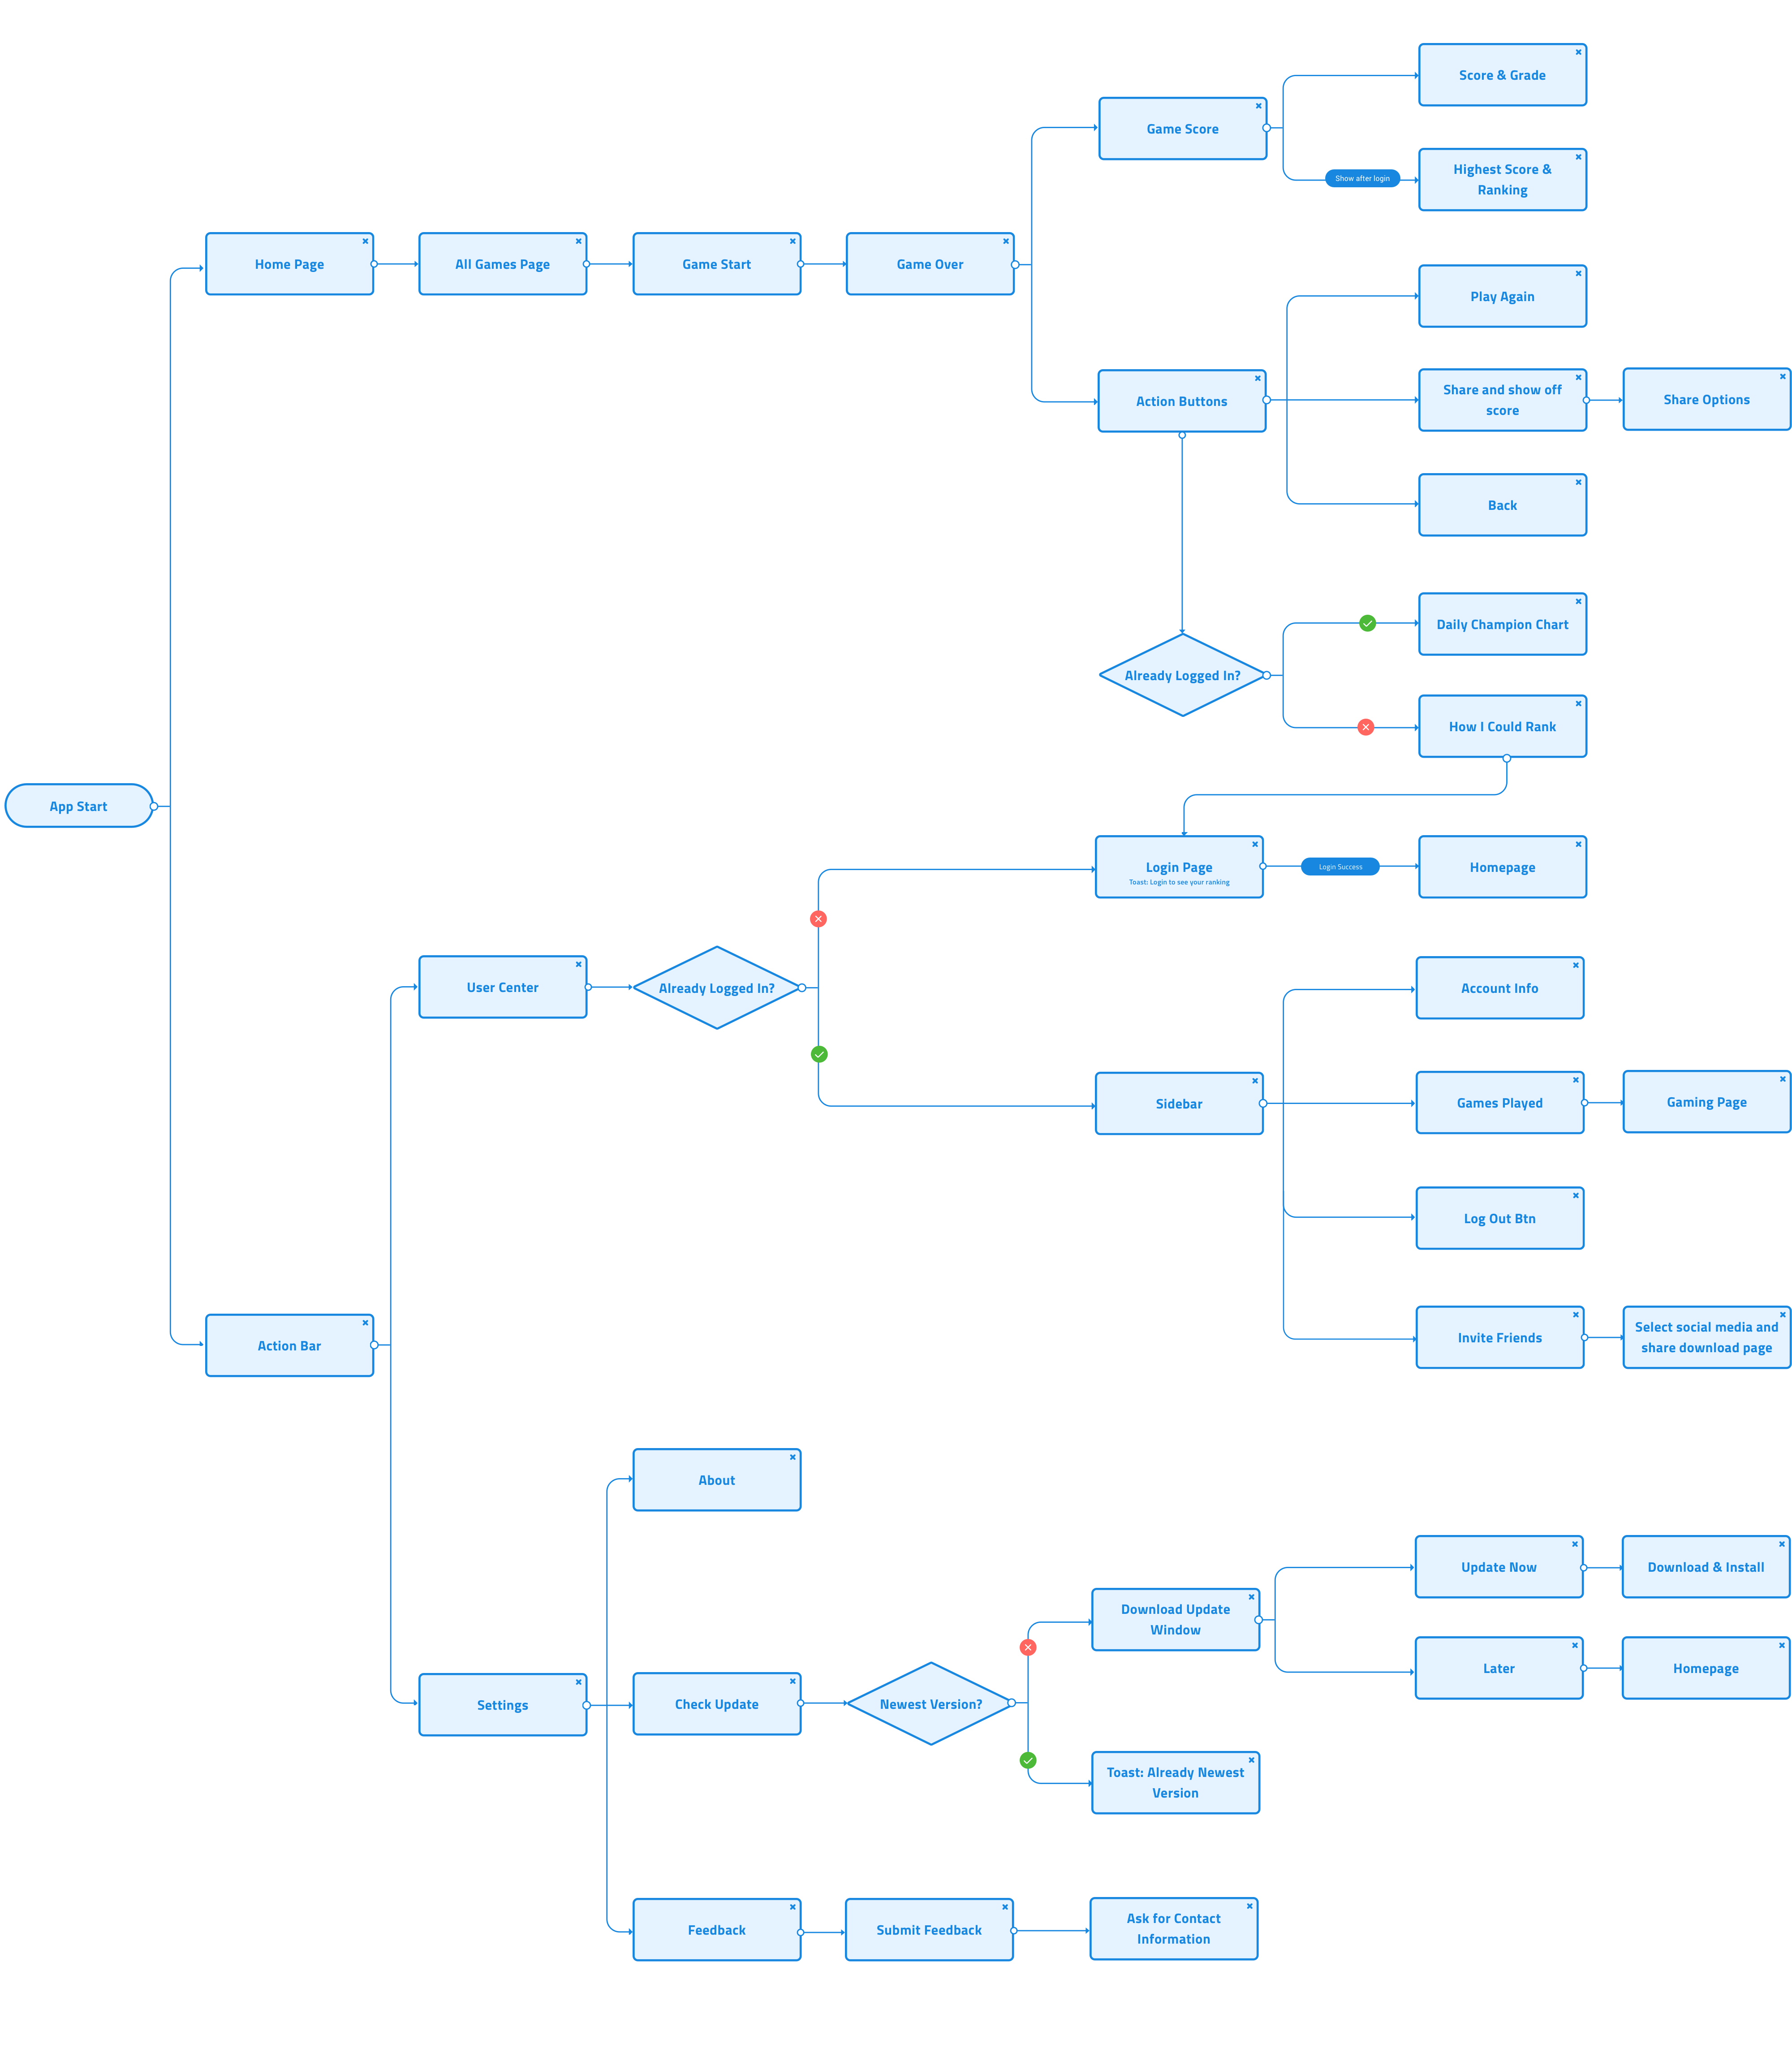 Score & Grade
Game Score
Show after login
Highest Score &
Ranking
Home Page
All Games Page
Game Start
Game Over
Play Again
Action Buttons
Share and show off
score
Share Options
Back
Daily Champion Chart
Already Logged In?
How I Could Rank
App Start
Login Page
Toast: Login to see your ranking
Login Success
Homepage
User Center
Already Logged In?
Account Info
Sidebar
Games Played
Gaming Page
Log Out Btn
Action Bar
Invite Friends
Select social media and
share download page
About
Update Now
Download & Install
Download Update
Window
Later
Homepage
Settings
Check Update
Newest Version?
Toast: Already Newest
Version
Feedback
Submit Feedback
Ask for Contact
Information